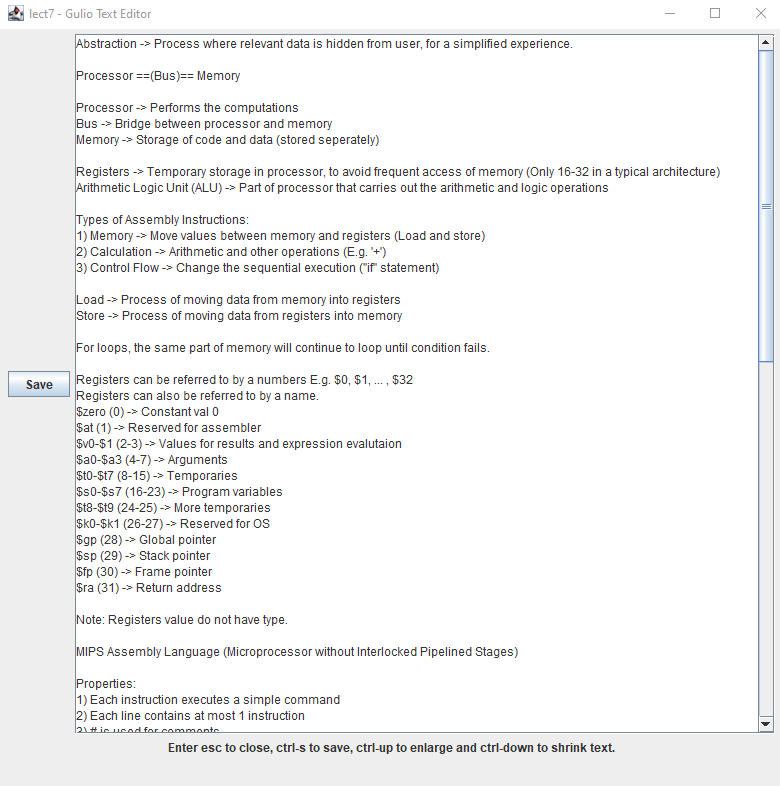 lect7 - Gulio Text Editor
Abstraction -> Process where relevant data is hidden from user, for a simplified experience.
Processor ==(Bus)== Memory
Processor -> Performs the computations
Bus -> Bridge between processor and memory
Memory -> Storage of code and data (stored seperately)
Registers -> Temporary storage in processor, to avoid frequent access of memory (Only 16-32 in a typical architecture)
Arithmetic Logic Unit (ALU) -> Part of processor that carries out the arithmetic and logic operations
Types of Assembly Instructions:
1) Memory -> Move values between memory and registers (Load and store)
2) Calculation -> Arithmetic and other operations (E.g. '+')
3) Control Flow -> Change the sequential execution ("if" statement)
Load -> Process of moving data from memory into registers
Store -> Process of moving data from registers into memory
For loops, the same part of memory will continue to loop until condition fails.
Save
Registers can be referred to by a numbers E.g. $0, $1, ... , $32
Registers can also be referred to by a name.
$zero (0) -> Constant val 0
$at (1) -> Reserved for assembler
$v0-$1 (2-3) -> Values for results and expression evalutaion
$a0-$a3 (4-7) -> Arguments
$t0-$t7 (8-15) -> Temporaries
$s0-$s7 (16-23) -> Program variables
$t8-$t9 (24-25) -> More temporaries
$k0-$k1 (26-27) -> Reserved for OS
$gp (28) -> Global pointer
$sp (29) -> Stack pointer
$fp (30) -> Frame pointer
$ra (31) -> Return address
Note: Registers value do not have type.
MIPS Assembly Language (Microprocessor without Interlocked Pipelined Stages)
Properties:
1) Each instruction executes a simple command
2) Each line contains at most 1 instruction
3) # is used for comments
Enter esc to close, ctrl-s to save, ctrl-up to enlarge and ctrl-down to shrink text.